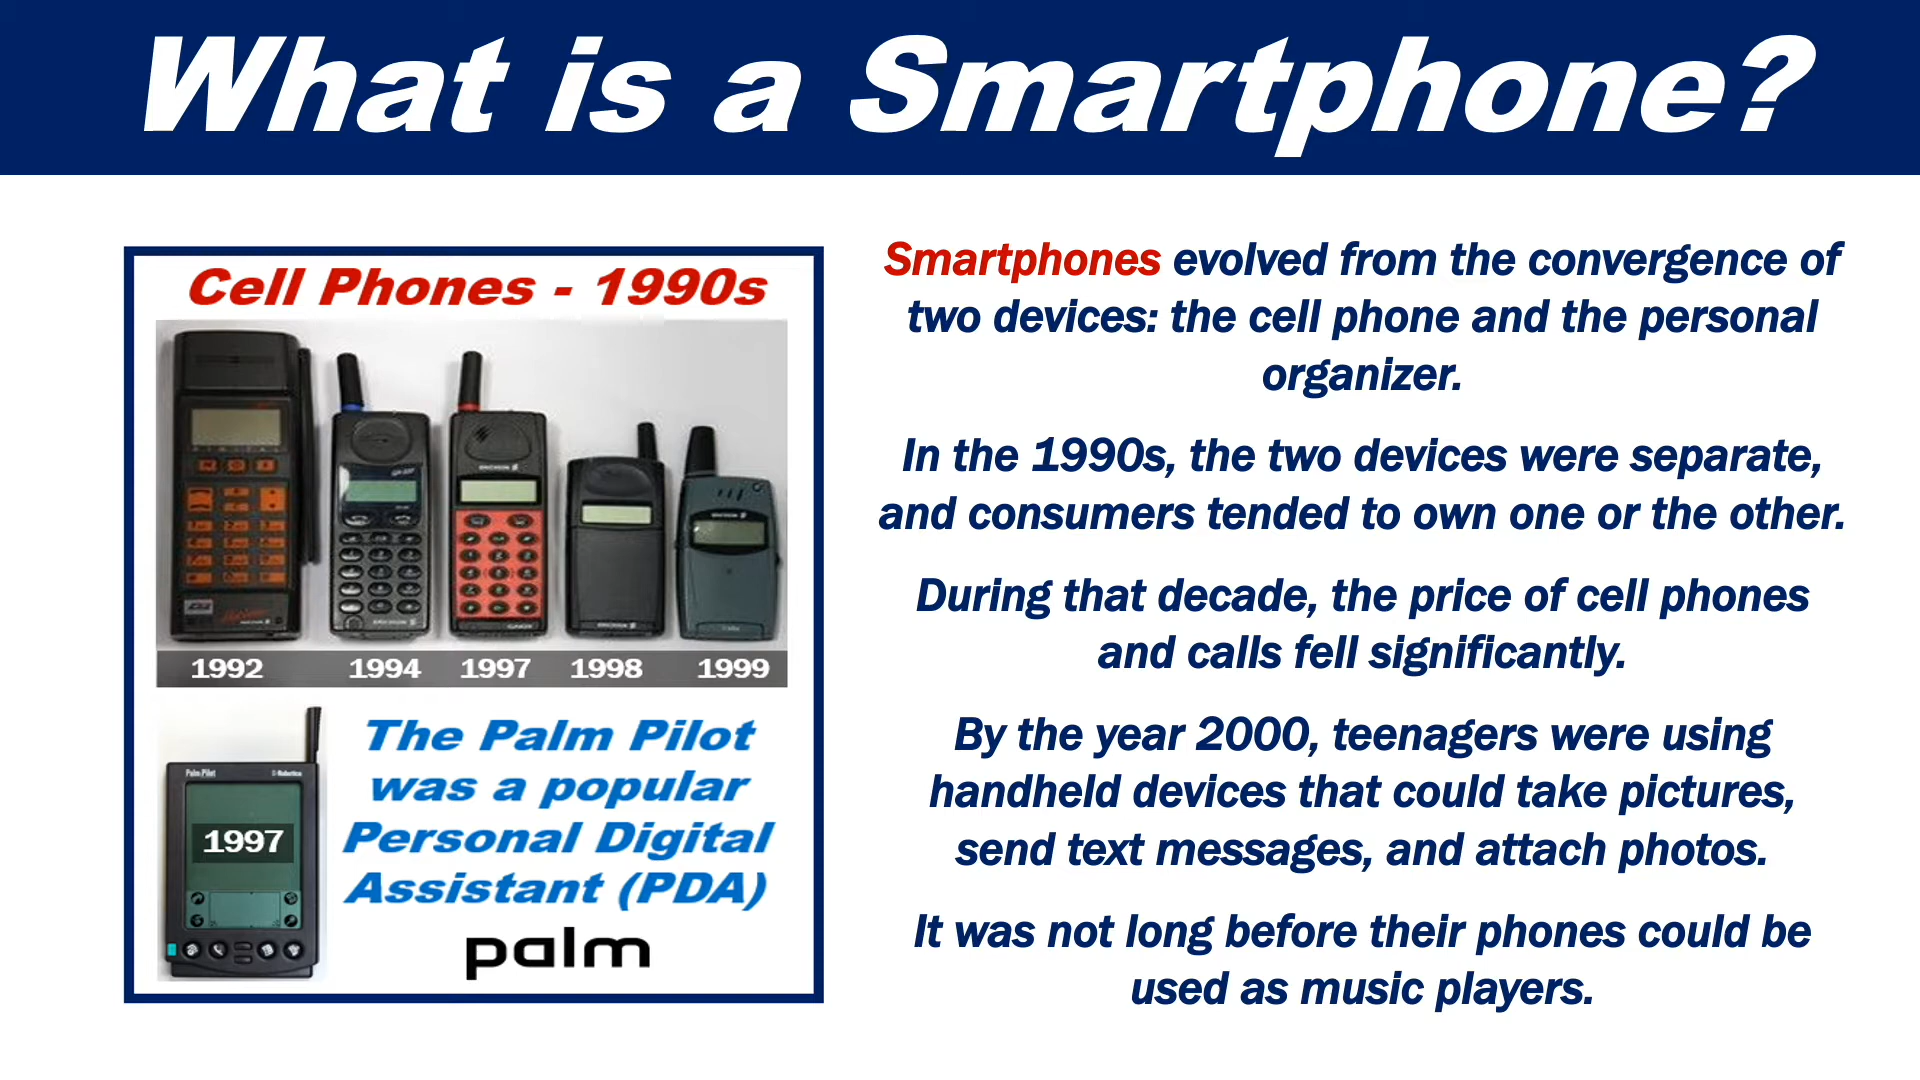 What is a Smartphone?
Cell Phones - 1990s
1992 1994 1997 1998 1999
Palm Pilot
1997
The Palm Pilot
was a popular
Personal Digital
Assistant (PDA)
palm
Smartphones evolved from the convergence of
two devices: the cell phone and the personal
organizer.
In the 1990s, the two devices were separate,
and consumers tended to own one or the other.
During that decade, the price of cell phones
and calls fell significantly.
By the year 2000, teenagers were using
handheld devices that could take pictures,
send text messages, and attach photos.
It was not long before their phones could be
used as music players.